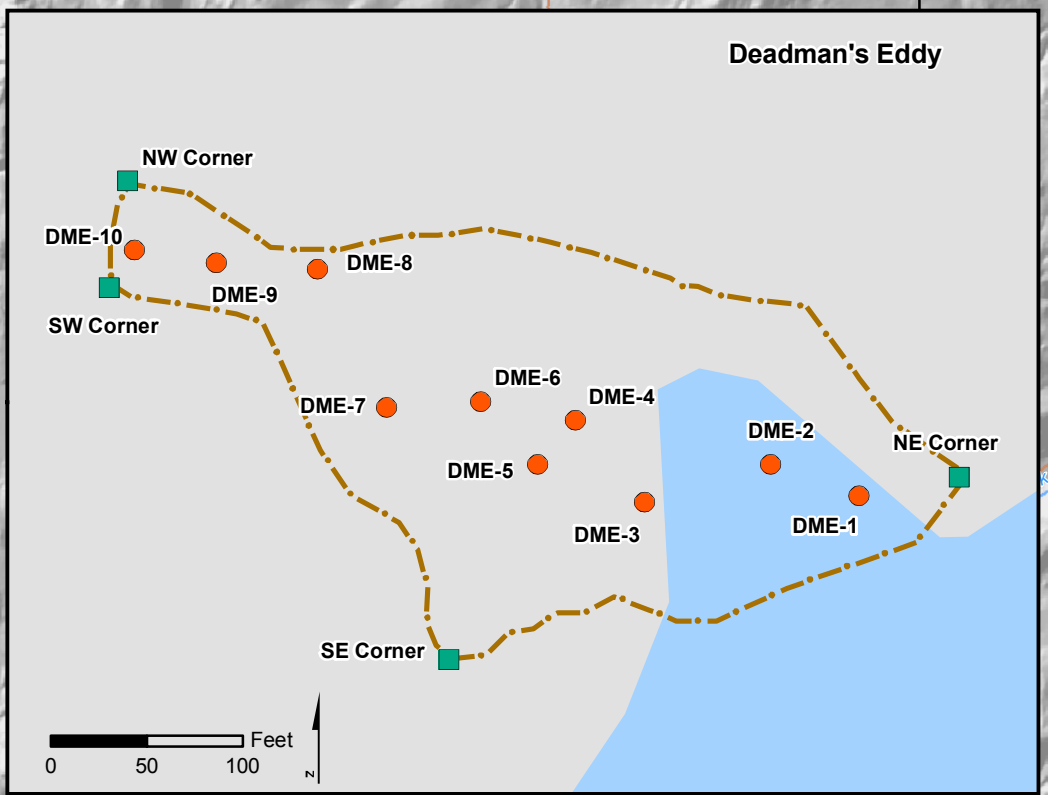 Deadman's Eddy
NW Corner
DME-10
DME-8
DME-9
SW Corner
DME-6
DME-7
DME-4
DME-2
NE Corner
DME-5
DME-1
DME-3
SE Corner
Feet
0 50 100
N